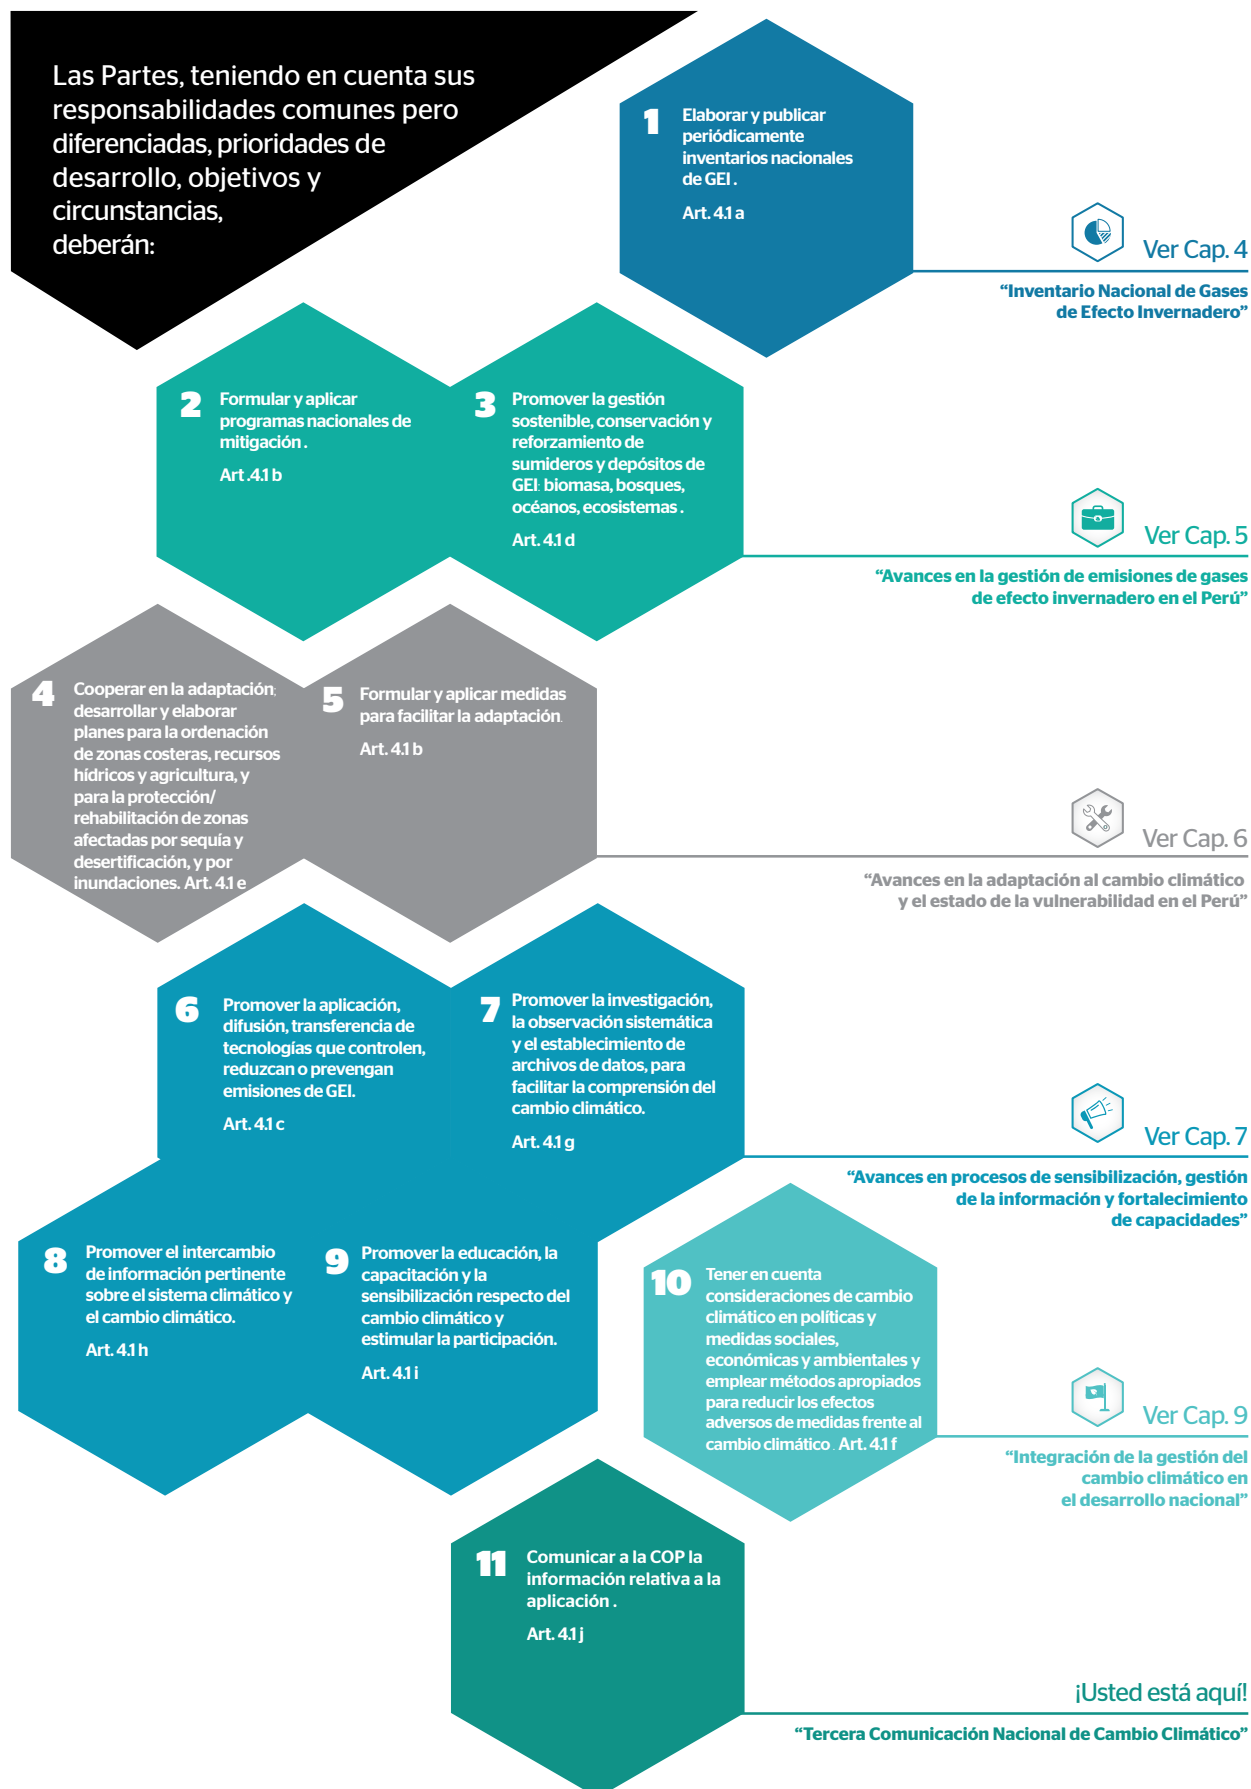 Las Partes, teniendo en cuenta sus
responsabilidades comunes pero
diferenciadas, prioridades de
desarrollo, objetivos y
circunstancias,
deberán:
1
Elaborar y publicar
periódicamente
inventarios nacionales
de GEI .
Art. 4.1 a
Ver Cap. 4
“Inventario Nacional de Gases
de Efecto Invernadero”
2
Formular y aplicar
programas nacionales de
mitigación .
Art .4.1 b
3
Promover la gestión
sostenible, conservación y
reforzamiento de
sumideros y depósitos de
GEI: biomasa, bosques,
océanos, ecosistemas .
Art. 4.1 d
Ver Cap. 5
“Avances en la gestión de emisiones de gases
de efecto invernadero en el Perú”
4
Cooperar en la adaptación;
desarrollar y elaborar
planes para la ordenación
de zonas costeras, recursos
hídricos y agricultura, y
para la protección/
rehabilitación de zonas
afectadas por sequía y
desertificación, y por
inundaciones. Art. 4.1 e
5
Formular y aplicar medidas
para facilitar la adaptación.
Art. 4.1 b
Ver Cap. 6
“Avances en la adaptación al cambio climático
y el estado de la vulnerabilidad en el Perú”
6
Promover la aplicación,
difusión, transferencia de
tecnologías que controlen,
reduzcan o prevengan
emisiones de GEI.
Art. 4.1 c
7
Promover la investigación,
la observación sistemática
y el establecimiento de
archivos de datos, para
facilitar la comprensión del
cambio climático.
Art. 4.1 g
Ver Cap. 7
“Avances en procesos de sensibilización, gestión
de la información y fortalecimiento
de capacidades”
8
Promover el intercambio
de información pertinente
sobre el sistema climático y
el cambio climático.
Art. 4.1 h
9
Promover la educación, la
capacitación y la
sensibilización respecto del
cambio climático y
estimular la participación.
Art. 4.1 i
10
Tener en cuenta
consideraciones de cambio
climático en políticas y
medidas sociales,
económicas y ambientales y
emplear métodos apropiados
para reducir los efectos
adversos de medidas frente al
cambio climático . Art. 4.1 f
Ver Cap. 9
“Integración de la gestión del
cambio climático en
el desarrollo nacional”
11
Comunicar a la COP la
información relativa a la
aplicación .
Art. 4.1 j
¡Usted está aquí!
“Tercera Comunicación Nacional de Cambio Climático”